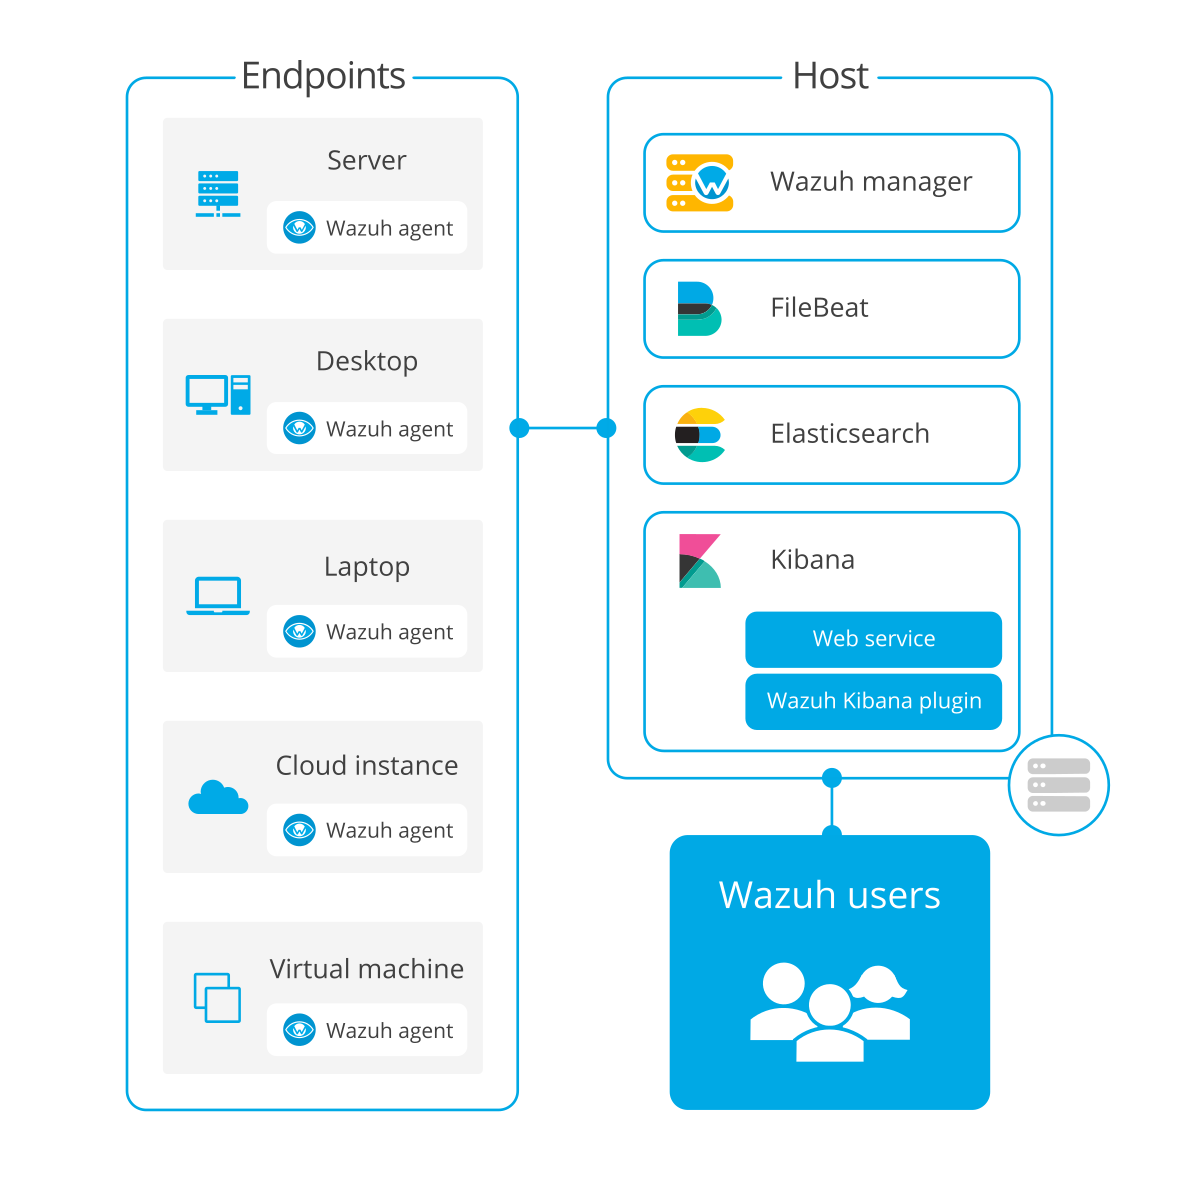 Endpoints
Server
Wazuh agent
Desktop
Wazuh agent
Laptop
Wazuh agent
Cloud instance
Wazuh agent
Virtual machine
Wazuh agent
Host
Wazuh manager
FileBeat
Elasticsearch
Kibana
Web service
Wazuh Kibana plugin
Wazuh users